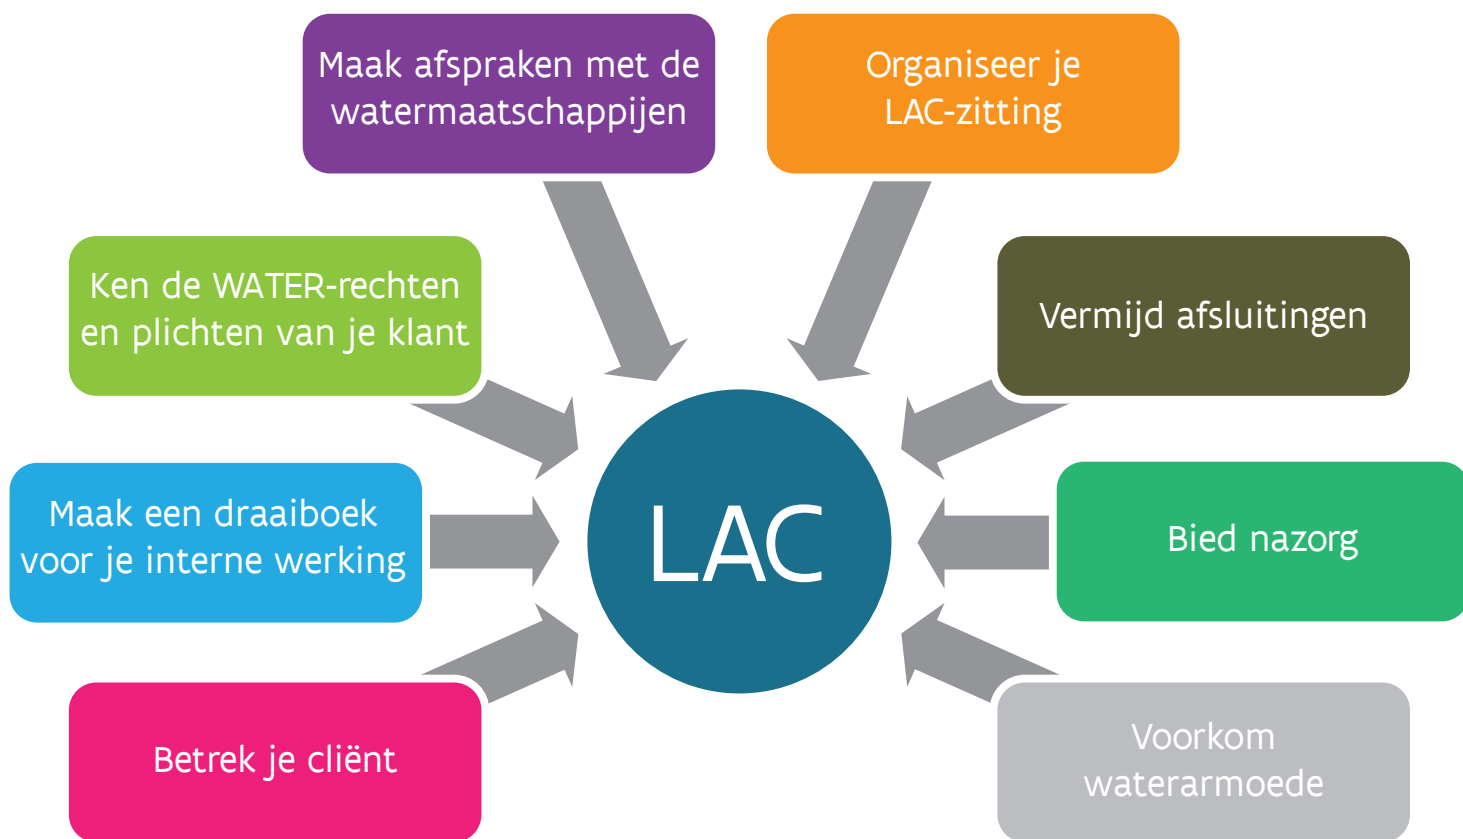 Maak afspraken met de
watermaatschappijen
Organiseer je
LAC-zitting
Ken de WATER-rechten
en plichten van je klant
Vermijd afsluitingen
Maak een draaiboek
voor je interne werking
LAC
Bied nazorg
Betrek je cliënt
Voorkom
waterarmoede